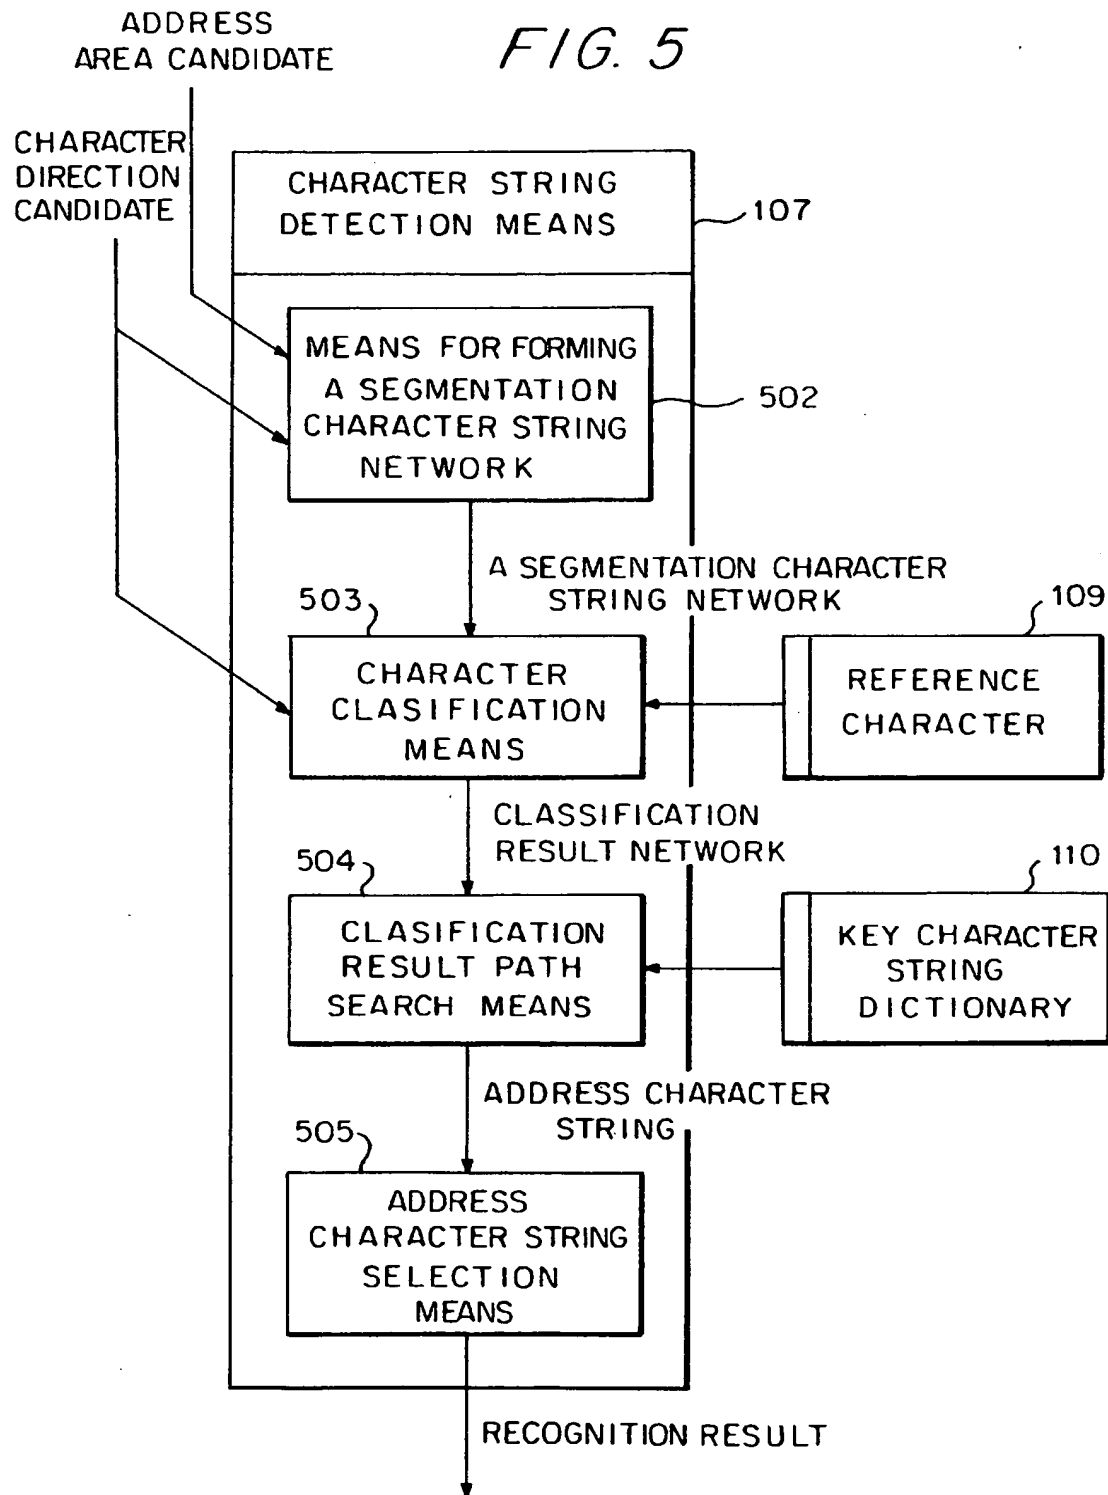 FIG. 5
ADDRESS
AREA CANDIDATE
CHARACTER
DIRECTION
CANDIDATE
CHARACTER STRING
DETECTION MEANS
107
MEANS FOR FORMING
A SEGMENTATION
CHARACTER STRING
NETWORK
502
A SEGMENTATION CHARACTER
STRING NETWORK
503
CHARACTER
CLASIFICATION
MEANS
109
REFERENCE
CHARACTER
CLASSIFICATION
RESULT NETWORK
504
CLASIFICATION
RESULT PATH
SEARCH MEANS
110
KEY CHARACTER
STRING
DICTIONARY
ADDRESS CHARACTER
STRING
505
ADDRESS
CHARACTER STRING
SELECTION
MEANS
RECOGNITION RESULT